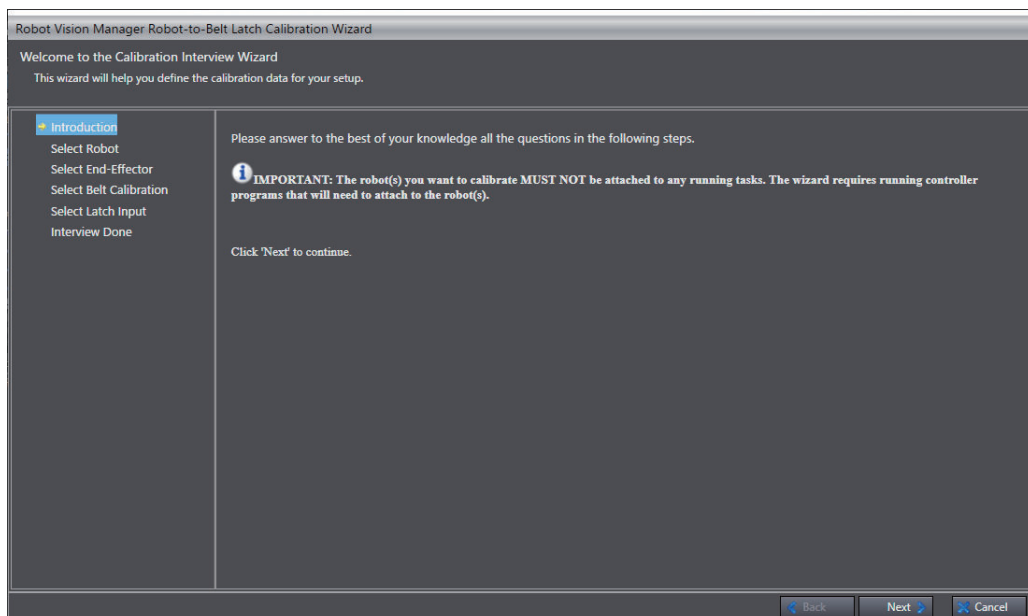 Robot Vision Manager Robot-to-Belt Latch Calibration Wizard
Welcome to the Calibration Interview Wizard
This wizard will help you define the calibration data for your setup.
Introduction
Select Robot
Select End-Effector
Select Belt Calibration
Select Latch Input
Interview Done
Please answer to the best of your knowledge all the questions in the following steps.
IMPORTANT: The robot(s) you want to calibrate MUST NOT be attached to any running tasks. The wizard requires running controller
programs that will need to attach to the robot(s).
Click 'Next' to continue.
Back Next Cancel